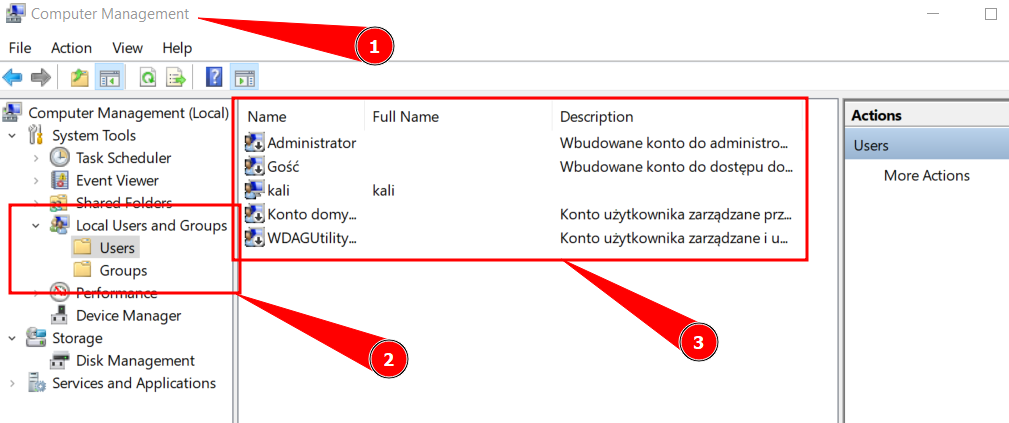 Computer Management
1
File Action View Help
Computer Management (Local)
System Tools
Task Scheduler
Event Viewer
Shared Folders
Local Users and Groups
Users
Groups
Performance
Device Manager
Storage
Disk Management
Services and Applications
2
Name Full Name Description
Administrator Wbudowane konto do administro...
Gość Wbudowane konto do dostępu do...
kali kali
Konto domy... Konto użytkownika zarządzane prz...
WDAGUtility... Konto użytkownika zarządzane i u...
3
Actions
Users
More Actions